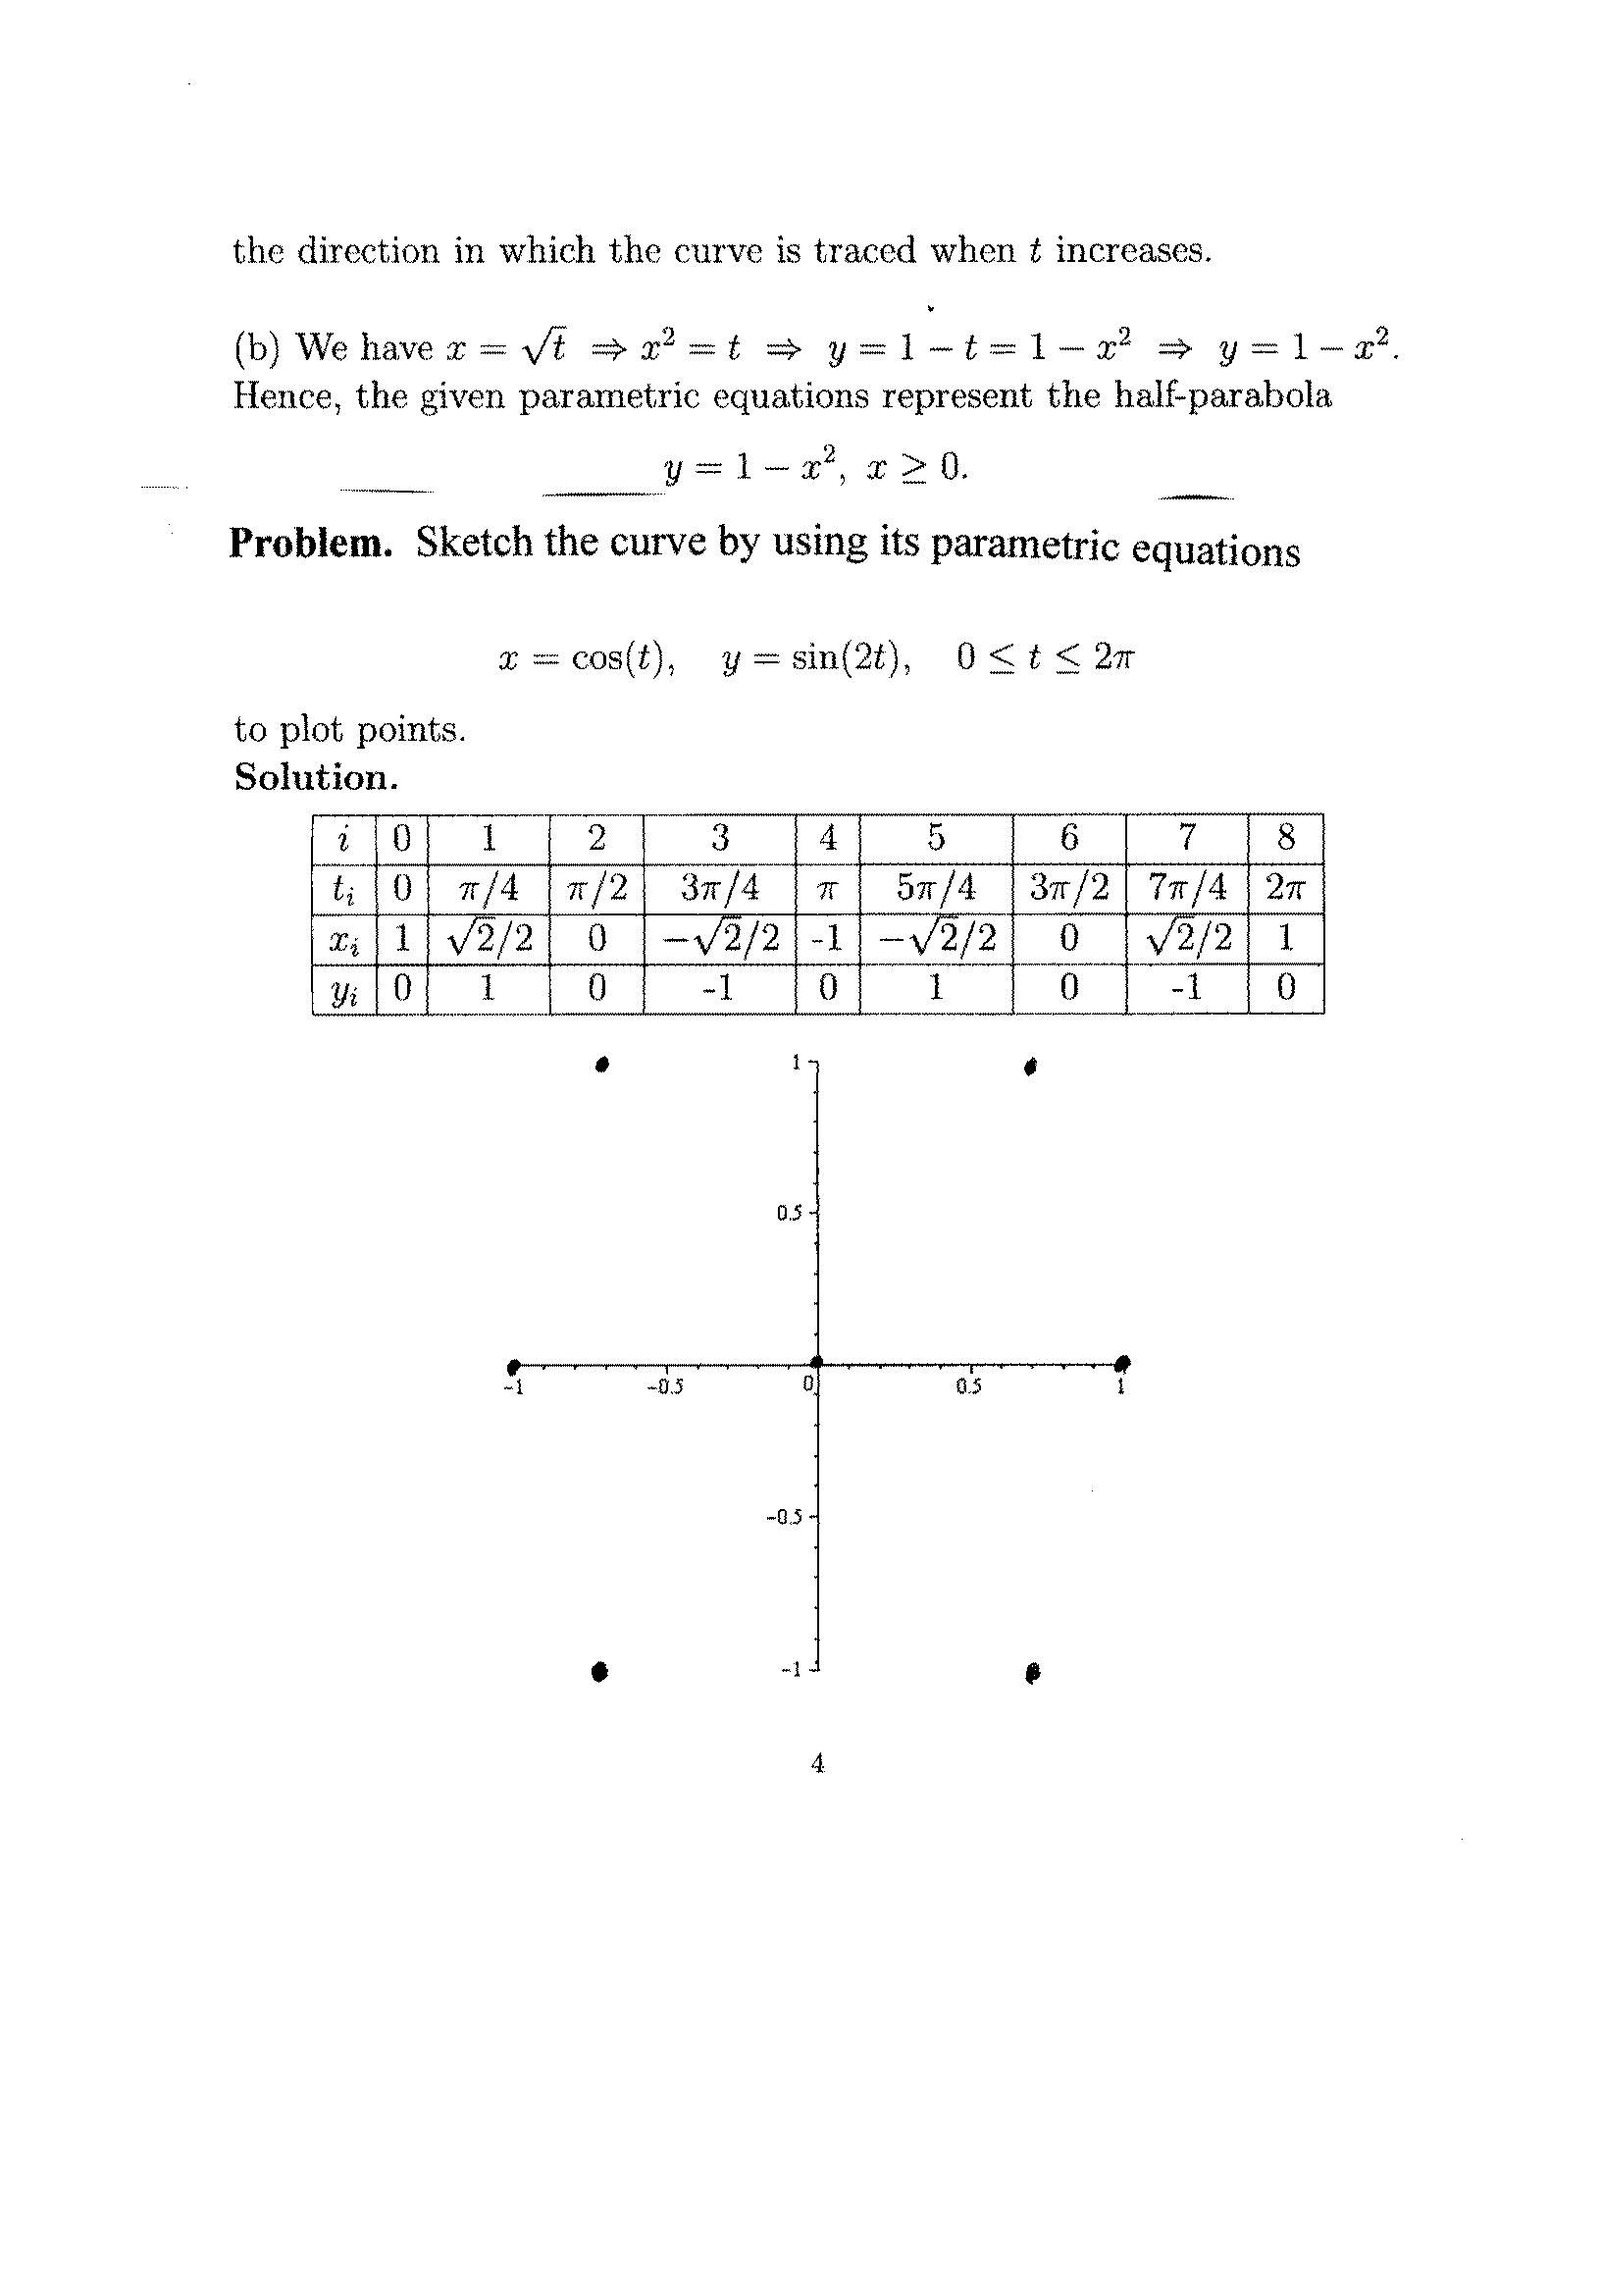 the direction in which the curve is traced when t increases.
(b) We have x = √t ⇒ x² = t ⇒ y = 1 − t = 1 − x² ⇒ y = 1 − x².
Hence, the given parametric equations represent the half-parabola
y = 1 − x², x ≥ 0.
Problem. Sketch the curve by using its parametric equations
x = cos(t), y = sin(2t), 0 ≤ t ≤ 2π
to plot points.
Solution.
i 0 1 2 3 4 5 6 7 8
tᵢ 0 π/4 π/2 3π/4 π 5π/4 3π/2 7π/4 2π
xᵢ 1 √2/2 0 −√2/2 -1 −√2/2 0 √2/2 1
yᵢ 0 1 0 -1 0 1 0 -1 0
1
0.5
−1 −0.5 0 0.5 1
−0.5
−1
4